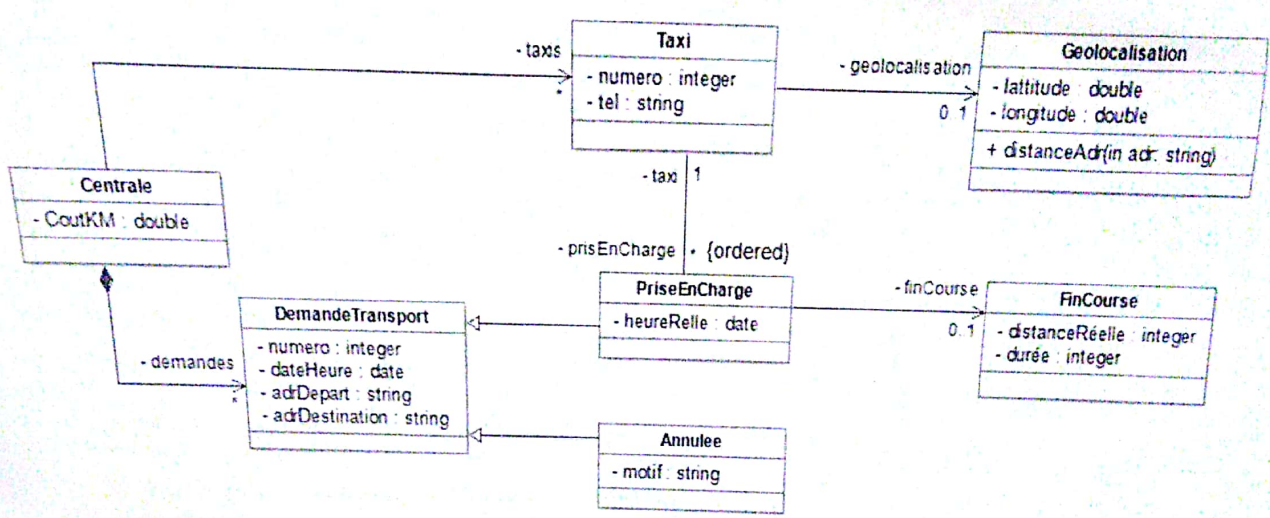 Taxi
- numero : integer
- tel : string
- taxis
*
Geolocalisation
- lattitude : double
- longitude : double
+ distanceAdr(in adr: string)
- geolocalisation
0..1
Centrale
- CoutKM : double
- taxi 1
- prisEnCharge * {ordered}
PriseEnCharge
- heureRelle : date
- finCourse
0..1
FinCourse
- distanceRéelle : integer
- durée : integer
DemandeTransport
- numero : integer
- dateHeure : date
- adrDepart : string
- adrDestination : string
- demandes
*
Annulee
- motif : string